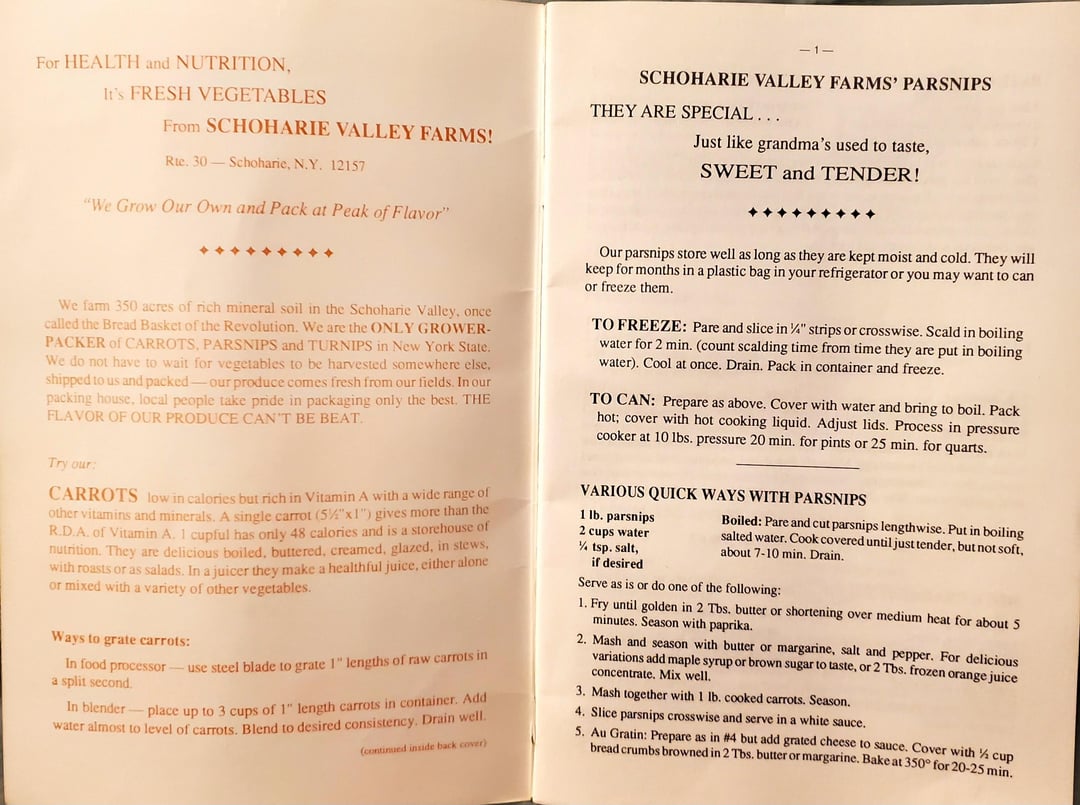 For HEALTH and NUTRITION,
It's FRESH VEGETABLES
From SCHOHARIE VALLEY FARMS!
Rte. 30 — Schoharie, N.Y. 12157
"We Grow Our Own and Pack at Peak of Flavor"
✦✦✦✦✦✦✦✦✦
We farm 350 acres of rich mineral soil in the Schoharie Valley, once
called the Bread Basket of the Revolution. We are the ONLY GROWER-
PACKER of CARROTS, PARSNIPS and TURNIPS in New York State.
We do not have to wait for vegetables to be harvested somewhere else,
shipped to us and packed — our produce comes fresh from our fields. In our
packing house, local people take pride in packaging only the best. THE
FLAVOR OF OUR PRODUCE CAN'T BE BEAT.
Try our:
CARROTS low in calories but rich in Vitamin A with a wide range of
other vitamins and minerals. A single carrot (5½"x1") gives more than the
R.D.A. of Vitamin A. 1 cupful has only 48 calories and is a storehouse of
nutrition. They are delicious boiled, buttered, creamed, glazed, in stews,
with roasts or as salads. In a juicer they make a healthful juice, either alone
or mixed with a variety of other vegetables.
Ways to grate carrots:
In food processor — use steel blade to grate 1" lengths of raw carrots in
a split second.
In blender — place up to 3 cups of 1" length carrots in container. Add
water almost to level of carrots. Blend to desired consistency. Drain well.
(continued inside back cover)
— 1 —
SCHOHARIE VALLEY FARMS' PARSNIPS
THEY ARE SPECIAL . . .
Just like grandma's used to taste,
SWEET and TENDER!
✦✦✦✦✦✦✦✦✦
Our parsnips store well as long as they are kept moist and cold. They will
keep for months in a plastic bag in your refrigerator or you may want to can
or freeze them.
TO FREEZE: Pare and slice in ¼" strips or crosswise. Scald in boiling
water for 2 min. (count scalding time from time they are put in boiling
water). Cool at once. Drain. Pack in container and freeze.
TO CAN: Prepare as above. Cover with water and bring to boil. Pack
hot; cover with hot cooking liquid. Adjust lids. Process in pressure
cooker at 10 lbs. pressure 20 min. for pints or 25 min. for quarts.
VARIOUS QUICK WAYS WITH PARSNIPS
1 lb. parsnips
2 cups water
¼ tsp. salt,
if desired
Boiled: Pare and cut parsnips lengthwise. Put in boiling
salted water. Cook covered until just tender, but not soft,
about 7-10 min. Drain.
Serve as is or do one of the following:
1. Fry until golden in 2 Tbs. butter or shortening over medium heat for about 5
minutes. Season with paprika.
2. Mash and season with butter or margarine, salt and pepper. For delicious
variations add maple syrup or brown sugar to taste, or 2 Tbs. frozen orange juice
concentrate. Mix well.
3. Mash together with 1 lb. cooked carrots. Season.
4. Slice parsnips crosswise and serve in a white sauce.
5. Au Gratin: Prepare as in #4 but add grated cheese to sauce. Cover with ½ cup
bread crumbs browned in 2 Tbs. butter or margarine. Bake at 350° for 20-25 min.